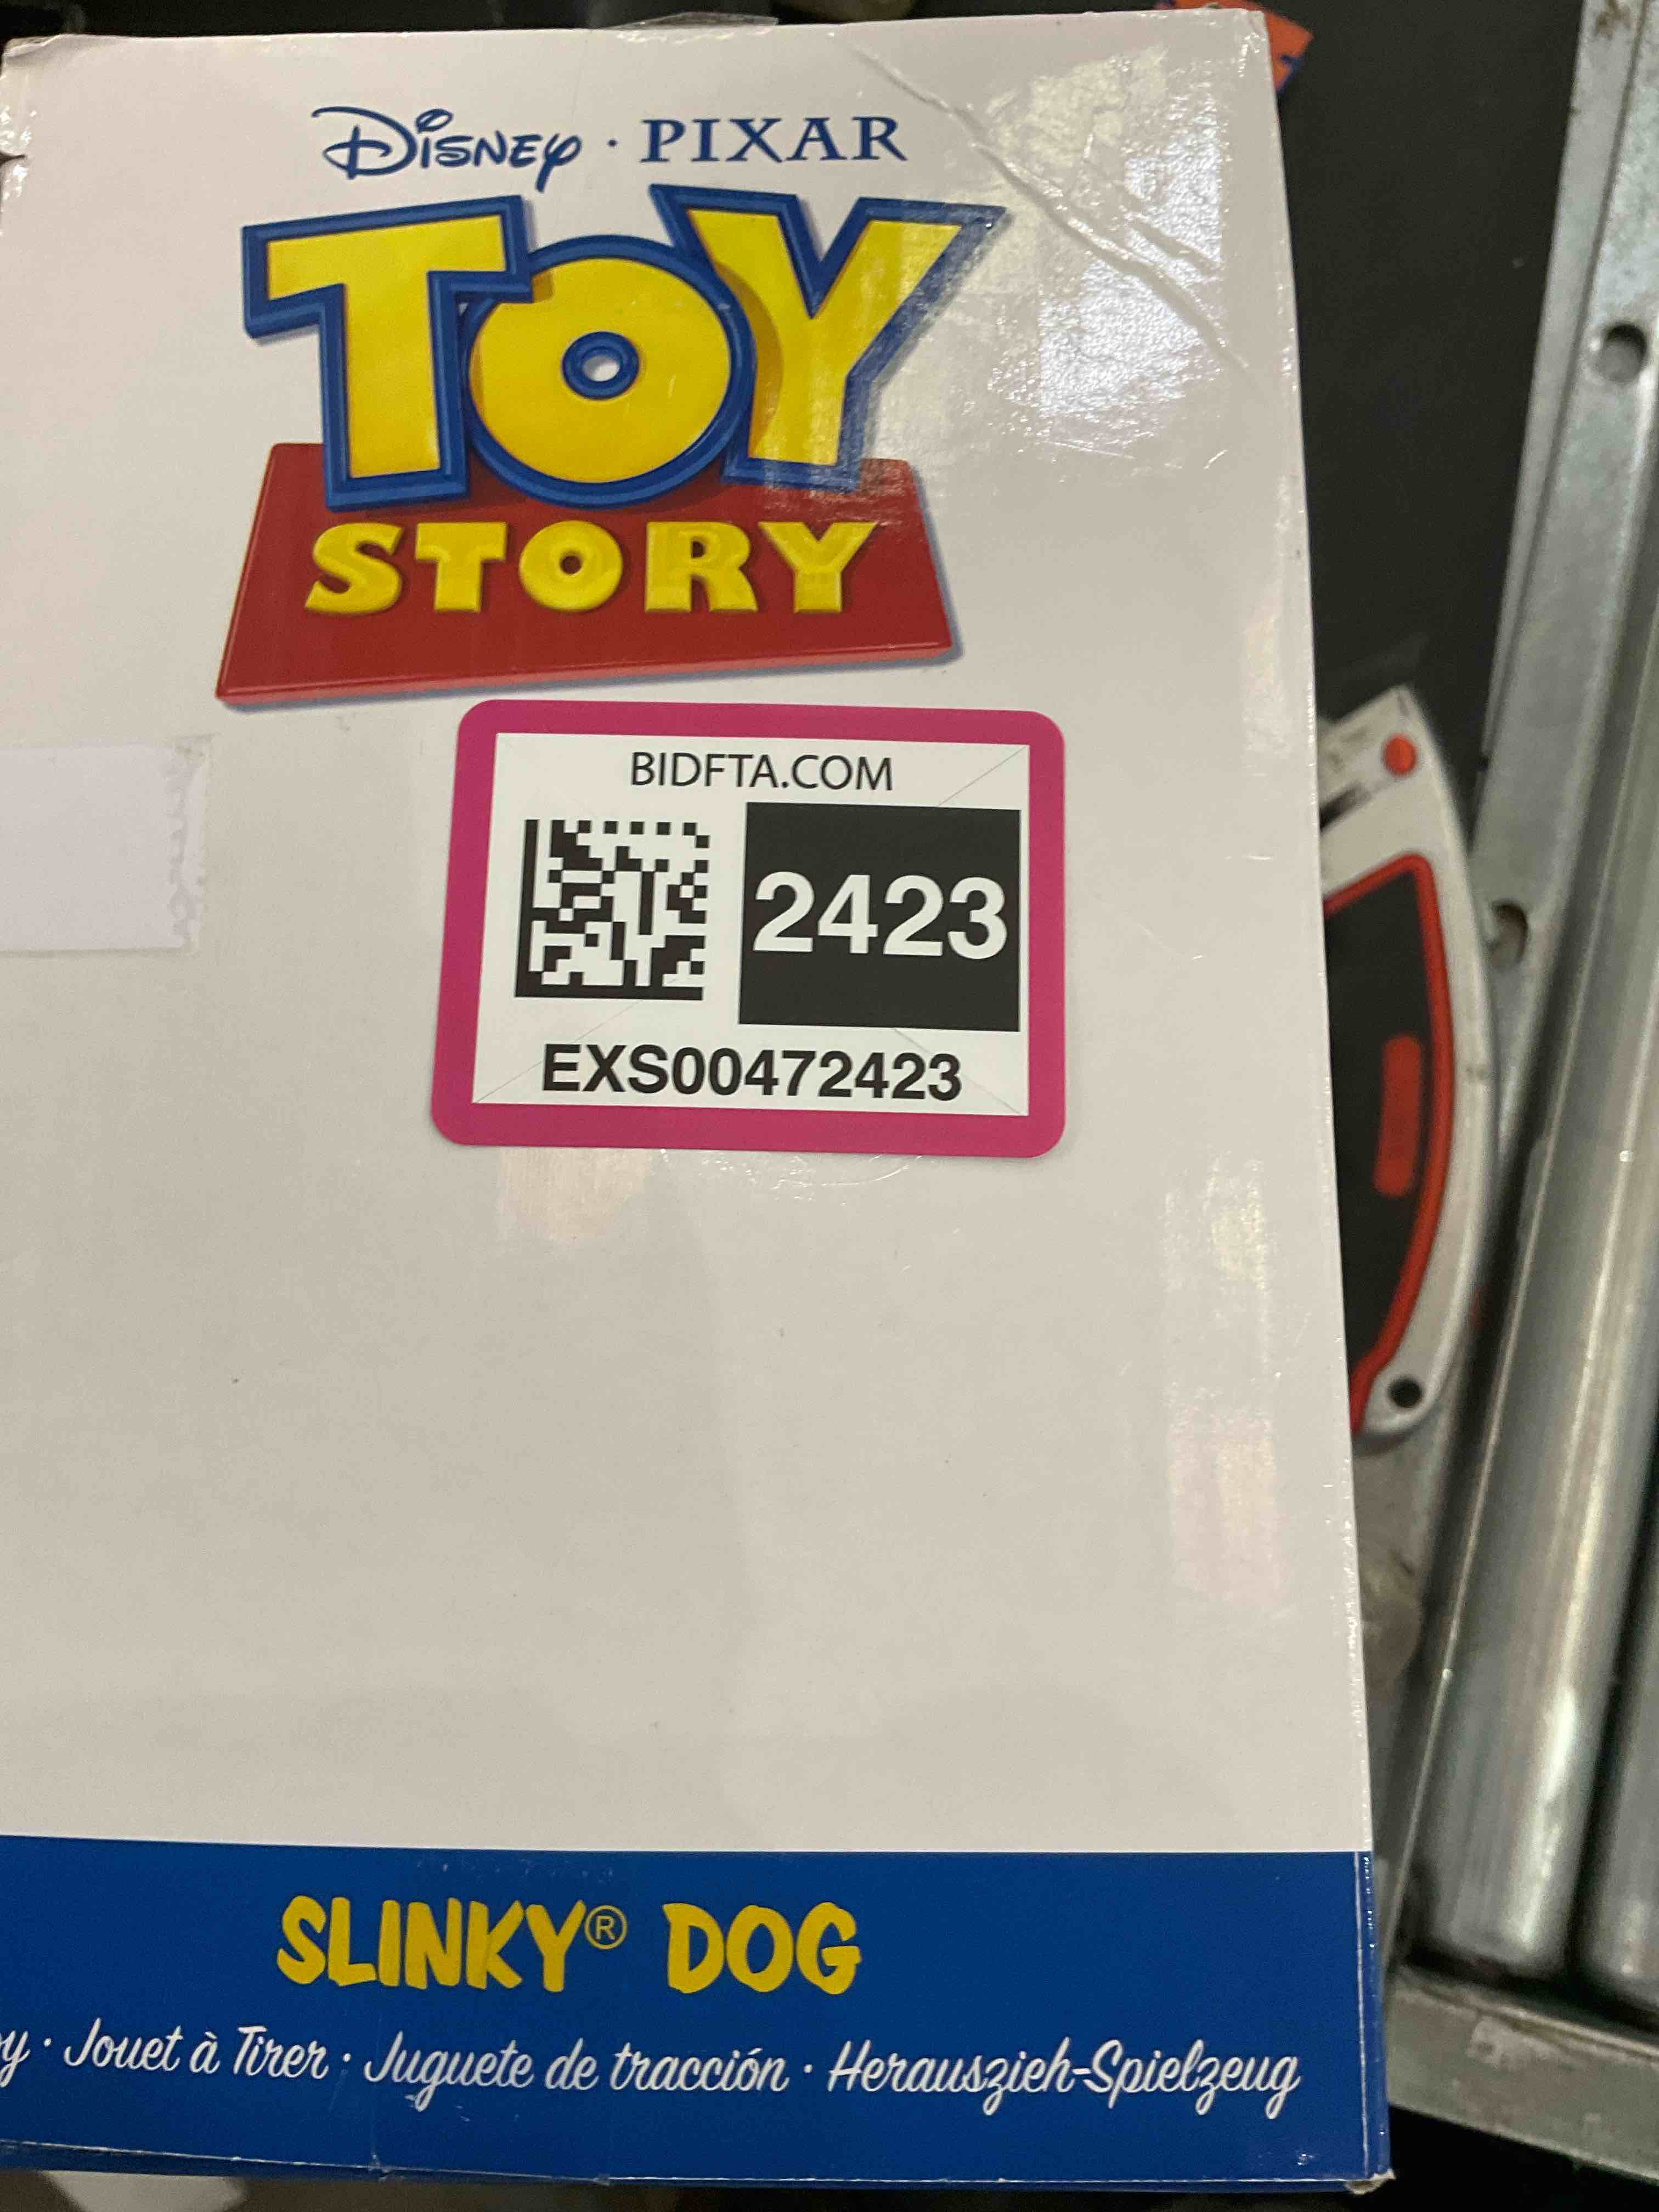 Disney · PIXAR
TOY
STORY
BIDFTA.COM
2423
EXS00472423
SLINKY® DOG
y · Jouet à Tirer · Juguete de tracción · Herauszieh-Spielzeug